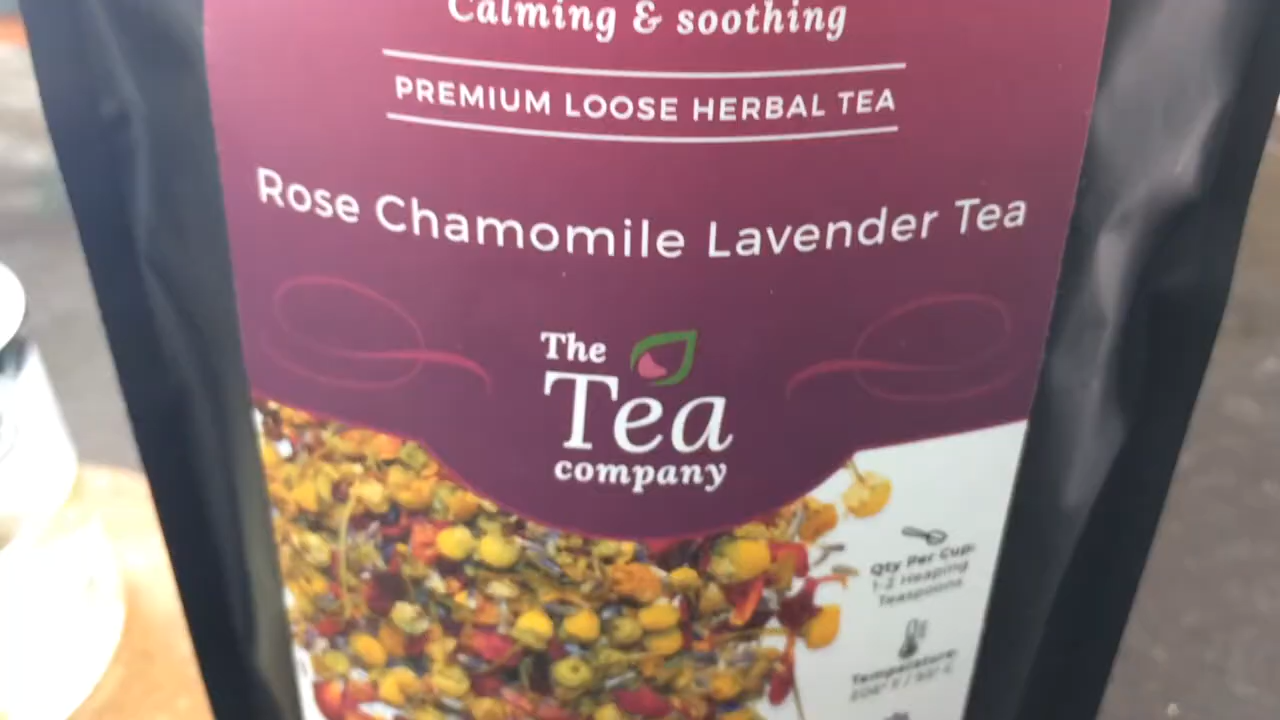 Calming & soothing
PREMIUM LOOSE HERBAL TEA
Rose Chamomile Lavender Tea
The
Tea
company
Qty Per Cup:
1-2 Heaping
Teaspoons
Temperature: